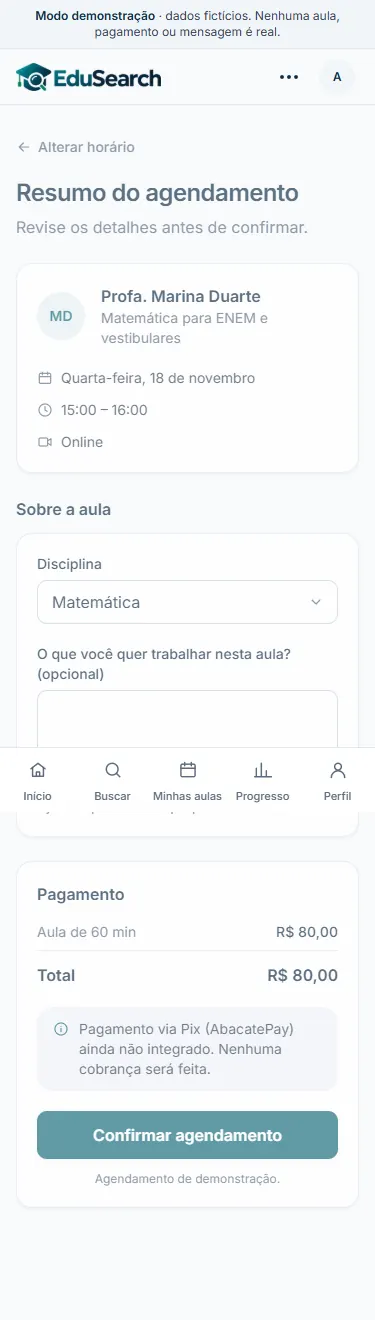 Modo demonstração · dados fictícios. Nenhuma aula,
pagamento ou mensagem é real.
EduSearch
A
← Alterar horário
Resumo do agendamento
Revise os detalhes antes de confirmar.
MD
Profa. Marina Duarte
Matemática para ENEM e
vestibulares
Quarta-feira, 18 de novembro
15:00 – 16:00
Online
Sobre a aula
Disciplina
Matemática
O que você quer trabalhar nesta aula?
(opcional)
Início
Buscar
Minhas aulas
Progresso
Perfil
Pagamento
Aula de 60 min R$ 80,00
Total R$ 80,00
Pagamento via Pix (AbacatePay)
ainda não integrado. Nenhuma
cobrança será feita.
Confirmar agendamento
Agendamento de demonstração.